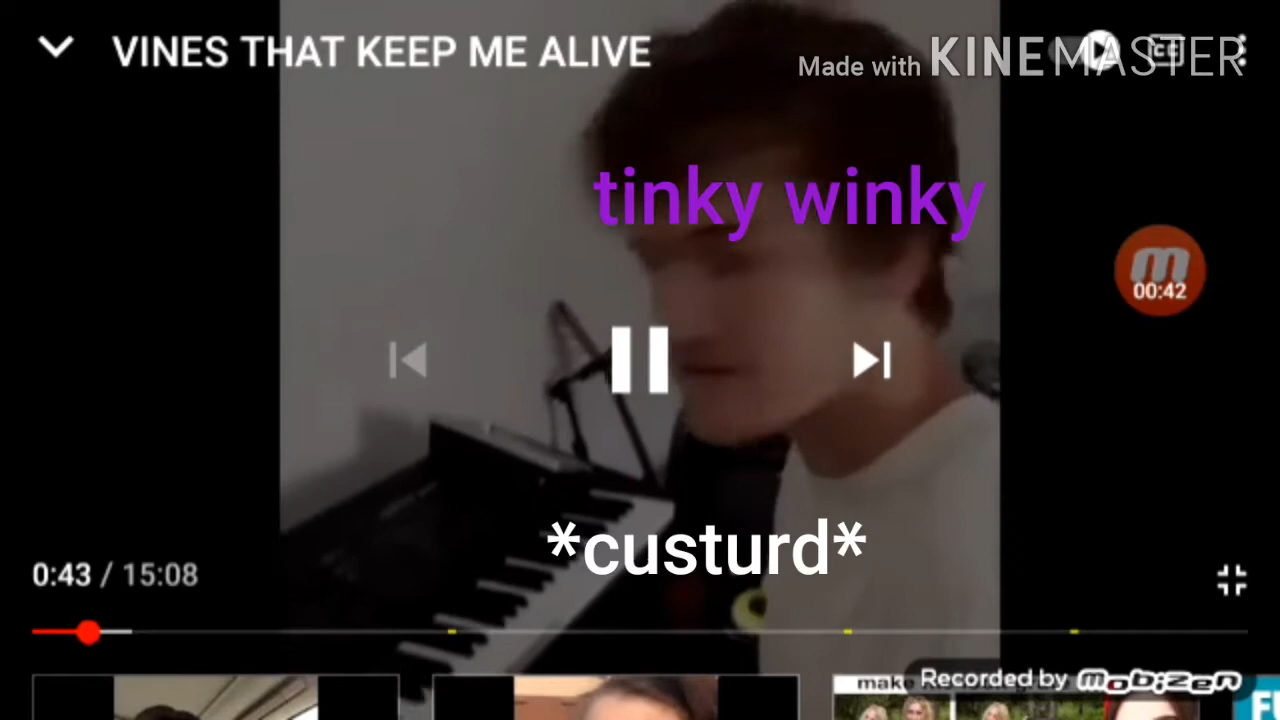 VINES THAT KEEP ME ALIVE
Made with KINEMASTER
tinky winky
00:42
*custurd*
0:43 / 15:08
Recorded by mobizen
make